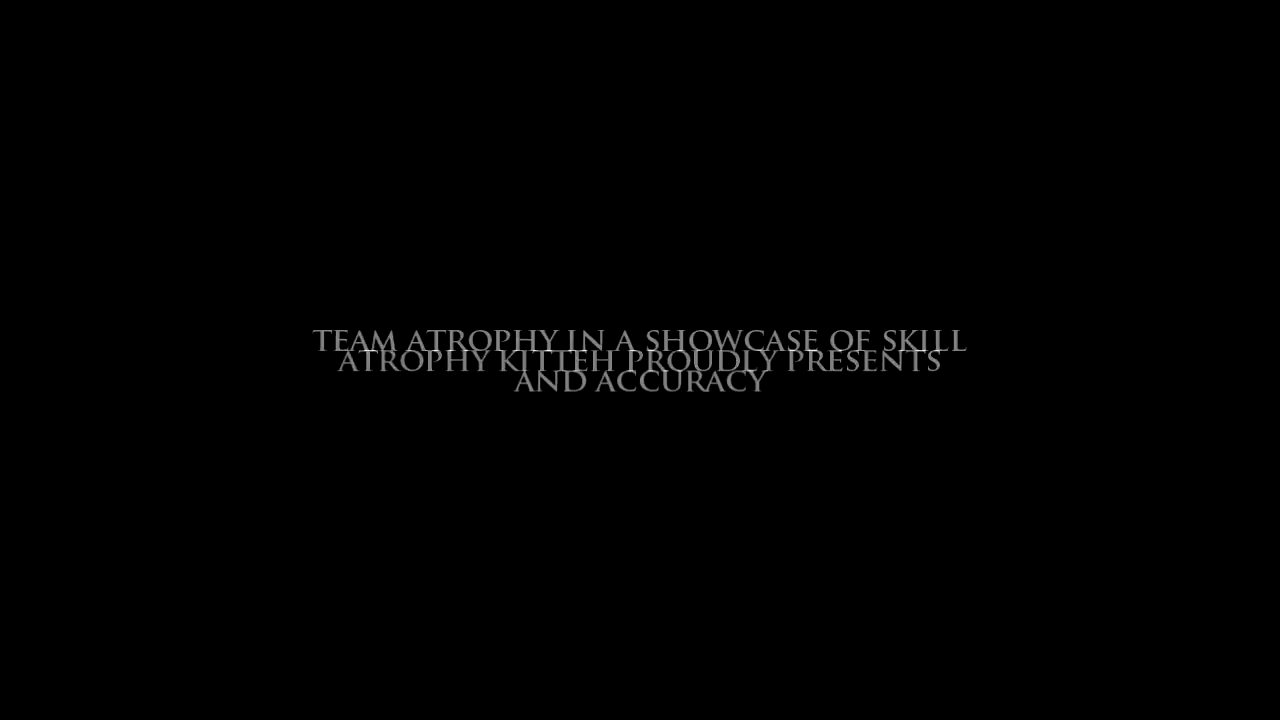 TEAM ATROPHY IN A SHOWCASE OF SKILL
ATROPHY KITTEH PROUDLY PRESENTS
AND ACCURACY